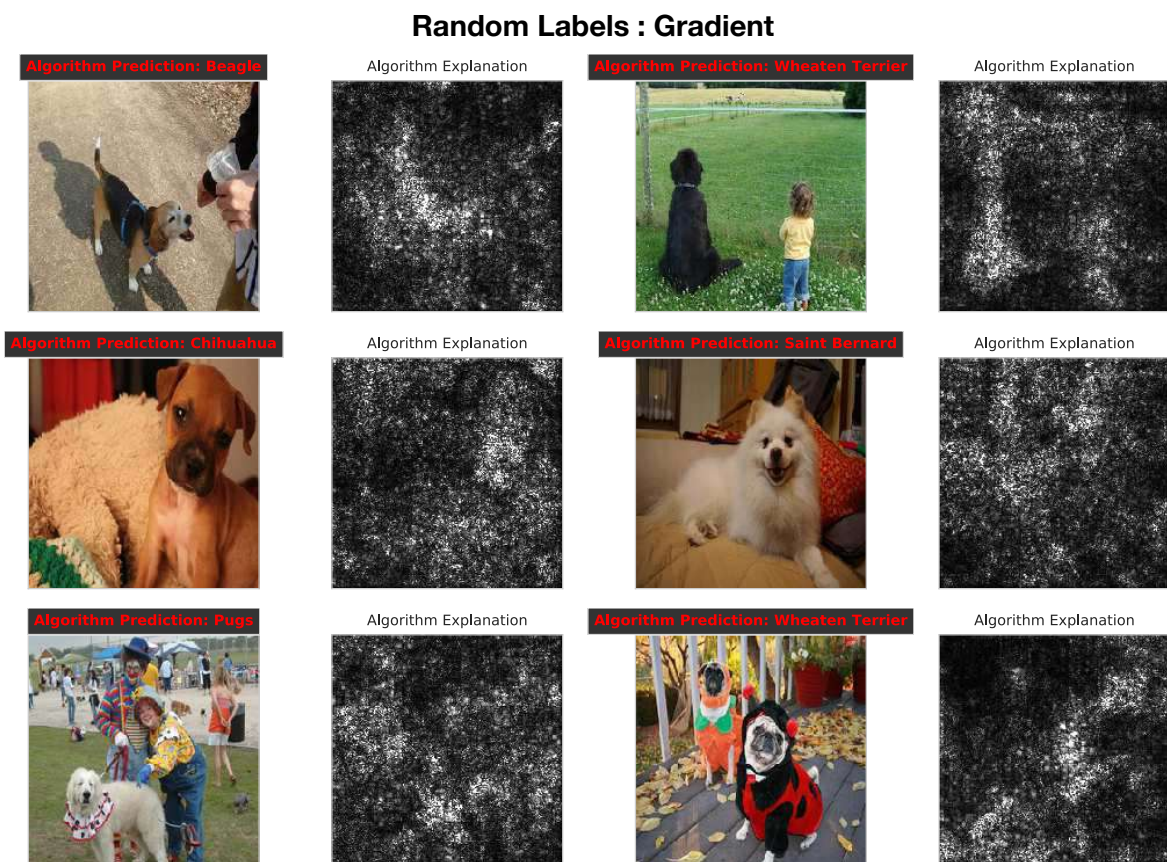 Random Labels : Gradient
Algorithm Prediction: Beagle
Algorithm Explanation
Algorithm Prediction: Wheaten Terrier
Algorithm Explanation
Algorithm Prediction: Chihuahua
Algorithm Explanation
Algorithm Prediction: Saint Bernard
Algorithm Explanation
Algorithm Prediction: Pugs
Algorithm Explanation
Algorithm Prediction: Wheaten Terrier
Algorithm Explanation